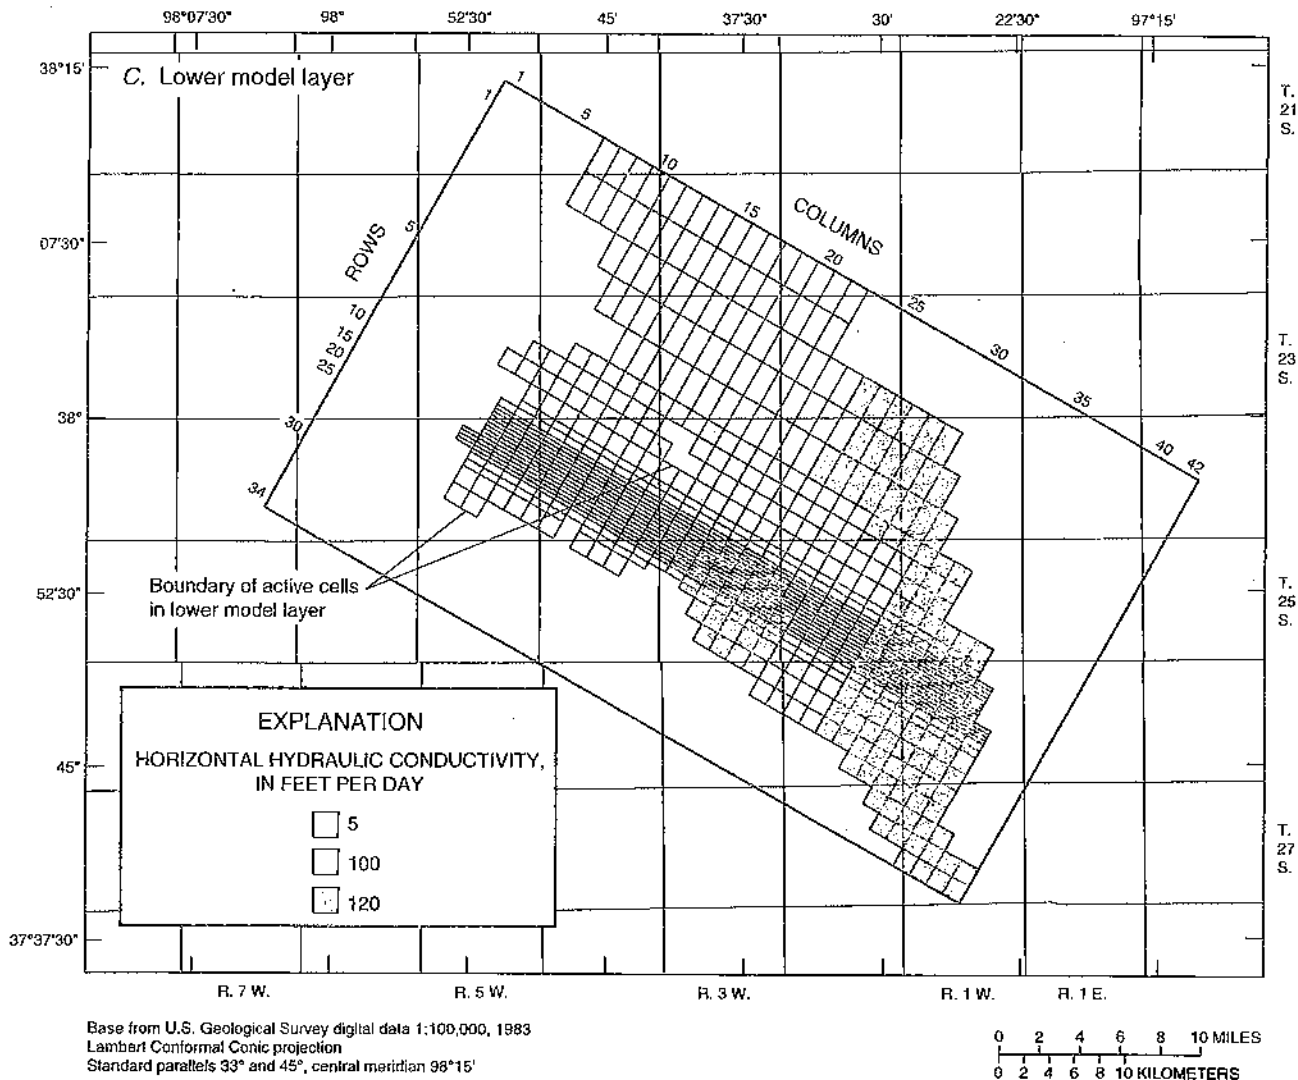 98°07'30" 98° 52'30" 45' 37'30" 30' 22'30" 97°15'
38°15'
C. Lower model layer
1
1
5
10
15
20
25
30
35
40
42
COLUMNS
ROWS
5
10
15
20
25
30
34
07'30"
38°
52'30"
45"
37°37'30"
T.
21
S.
T.
23
S.
T.
25
S.
T.
27
S.
Boundary of active cells
in lower model layer
EXPLANATION
HORIZONTAL HYDRAULIC CONDUCTIVITY,
IN FEET PER DAY
5
100
120
R. 7 W. R. 5 W. R. 3 W. R. 1 W. R. 1 E.
Base from U.S. Geological Survey digital data 1:100,000, 1983
Lambert Conformal Conic projection
Standard parallels 33° and 45°, central meridian 98°15'
0 2 4 6 8 10 MILES
0 2 4 6 8 10 KILOMETERS